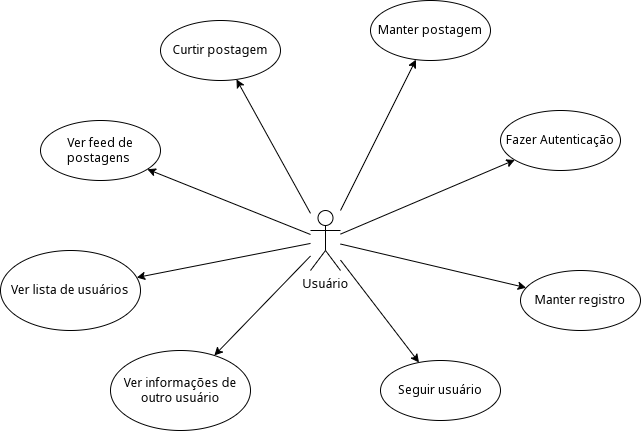 Manter postagem
Curtir postagem
Fazer Autenticação
Ver feed de
postagens
Usuário
Ver lista de usuários
Manter registro
Ver informações de
outro usuário
Seguir usuário